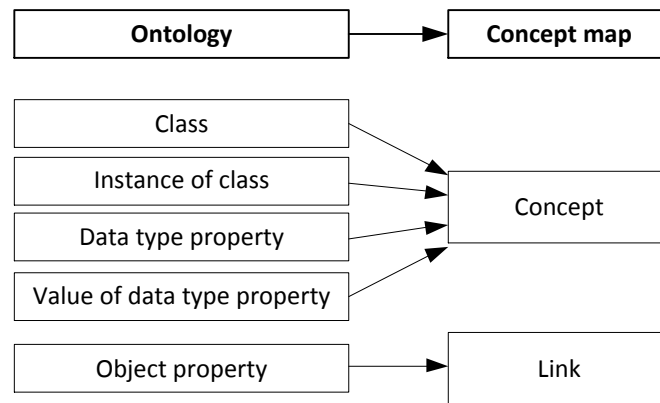 Ontology
Concept map
Class
Instance of class
Data type property
Value of data type property
Object property
Concept
Link